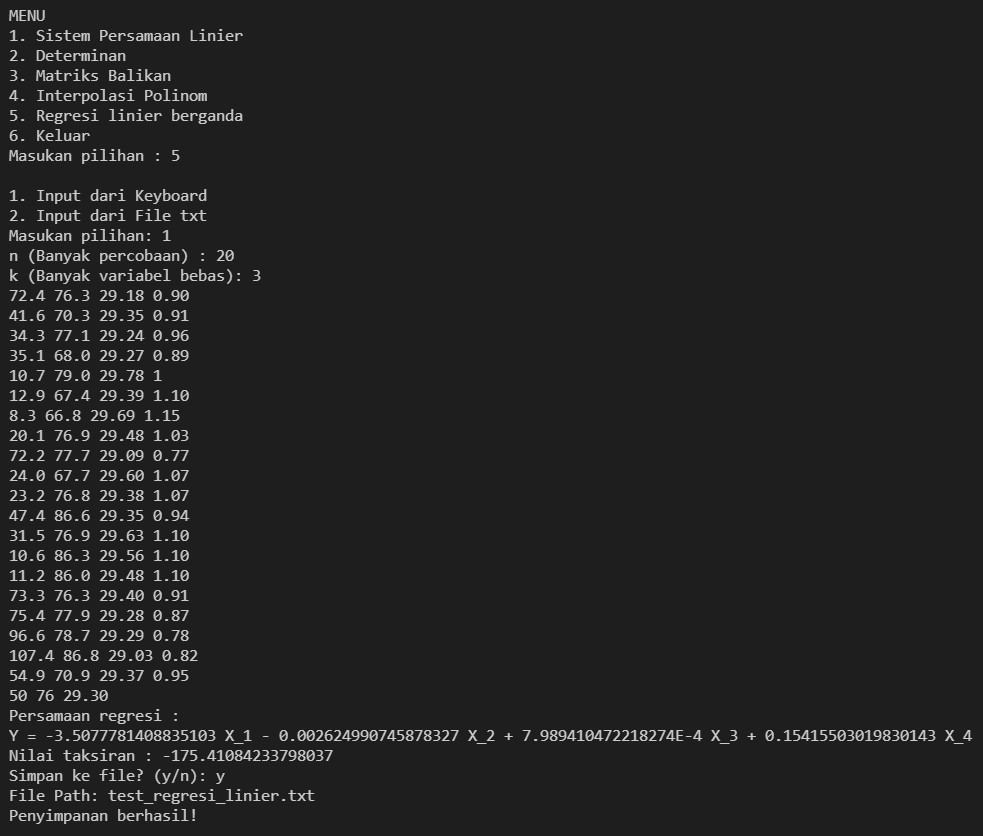 MENU
1. Sistem Persamaan Linier
2. Determinan
3. Matriks Balikan
4. Interpolasi Polinom
5. Regresi linier berganda
6. Keluar
Masukan pilihan : 5
1. Input dari Keyboard
2. Input dari File txt
Masukan pilihan: 1
n (Banyak percobaan) : 20
k (Banyak variabel bebas): 3
72.4 76.3 29.18 0.90
41.6 70.3 29.35 0.91
34.3 77.1 29.24 0.96
35.1 68.0 29.27 0.89
10.7 79.0 29.78 1
12.9 67.4 29.39 1.10
8.3 66.8 29.69 1.15
20.1 76.9 29.48 1.03
72.2 77.7 29.09 0.77
24.0 67.7 29.60 1.07
23.2 76.8 29.38 1.07
47.4 86.6 29.35 0.94
31.5 76.9 29.63 1.10
10.6 86.3 29.56 1.10
11.2 86.0 29.48 1.10
73.3 76.3 29.40 0.91
75.4 77.9 29.28 0.87
96.6 78.7 29.29 0.78
107.4 86.8 29.03 0.82
54.9 70.9 29.37 0.95
50 76 29.30
Persamaan regresi :
Y = -3.5077781408835103 X_1 - 0.002624990745878327 X_2 + 7.989410472218274E-4 X_3 + 0.15415503019830143 X_4
Nilai taksiran : -175.41084233798037
Simpan ke file? (y/n): y
File Path: test_regresi_linier.txt
Penyimpanan berhasil!